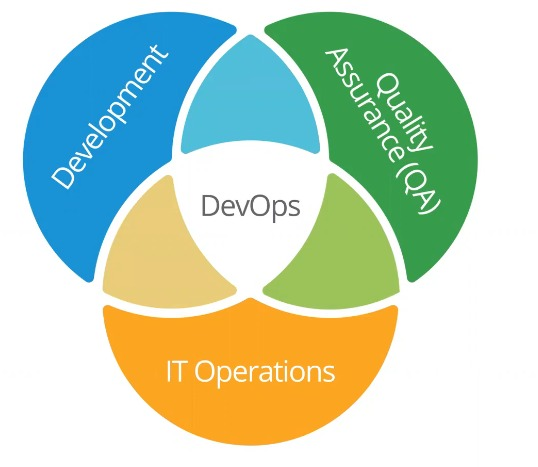 Development
Quality
Assurance (QA)
DevOps
IT Operations